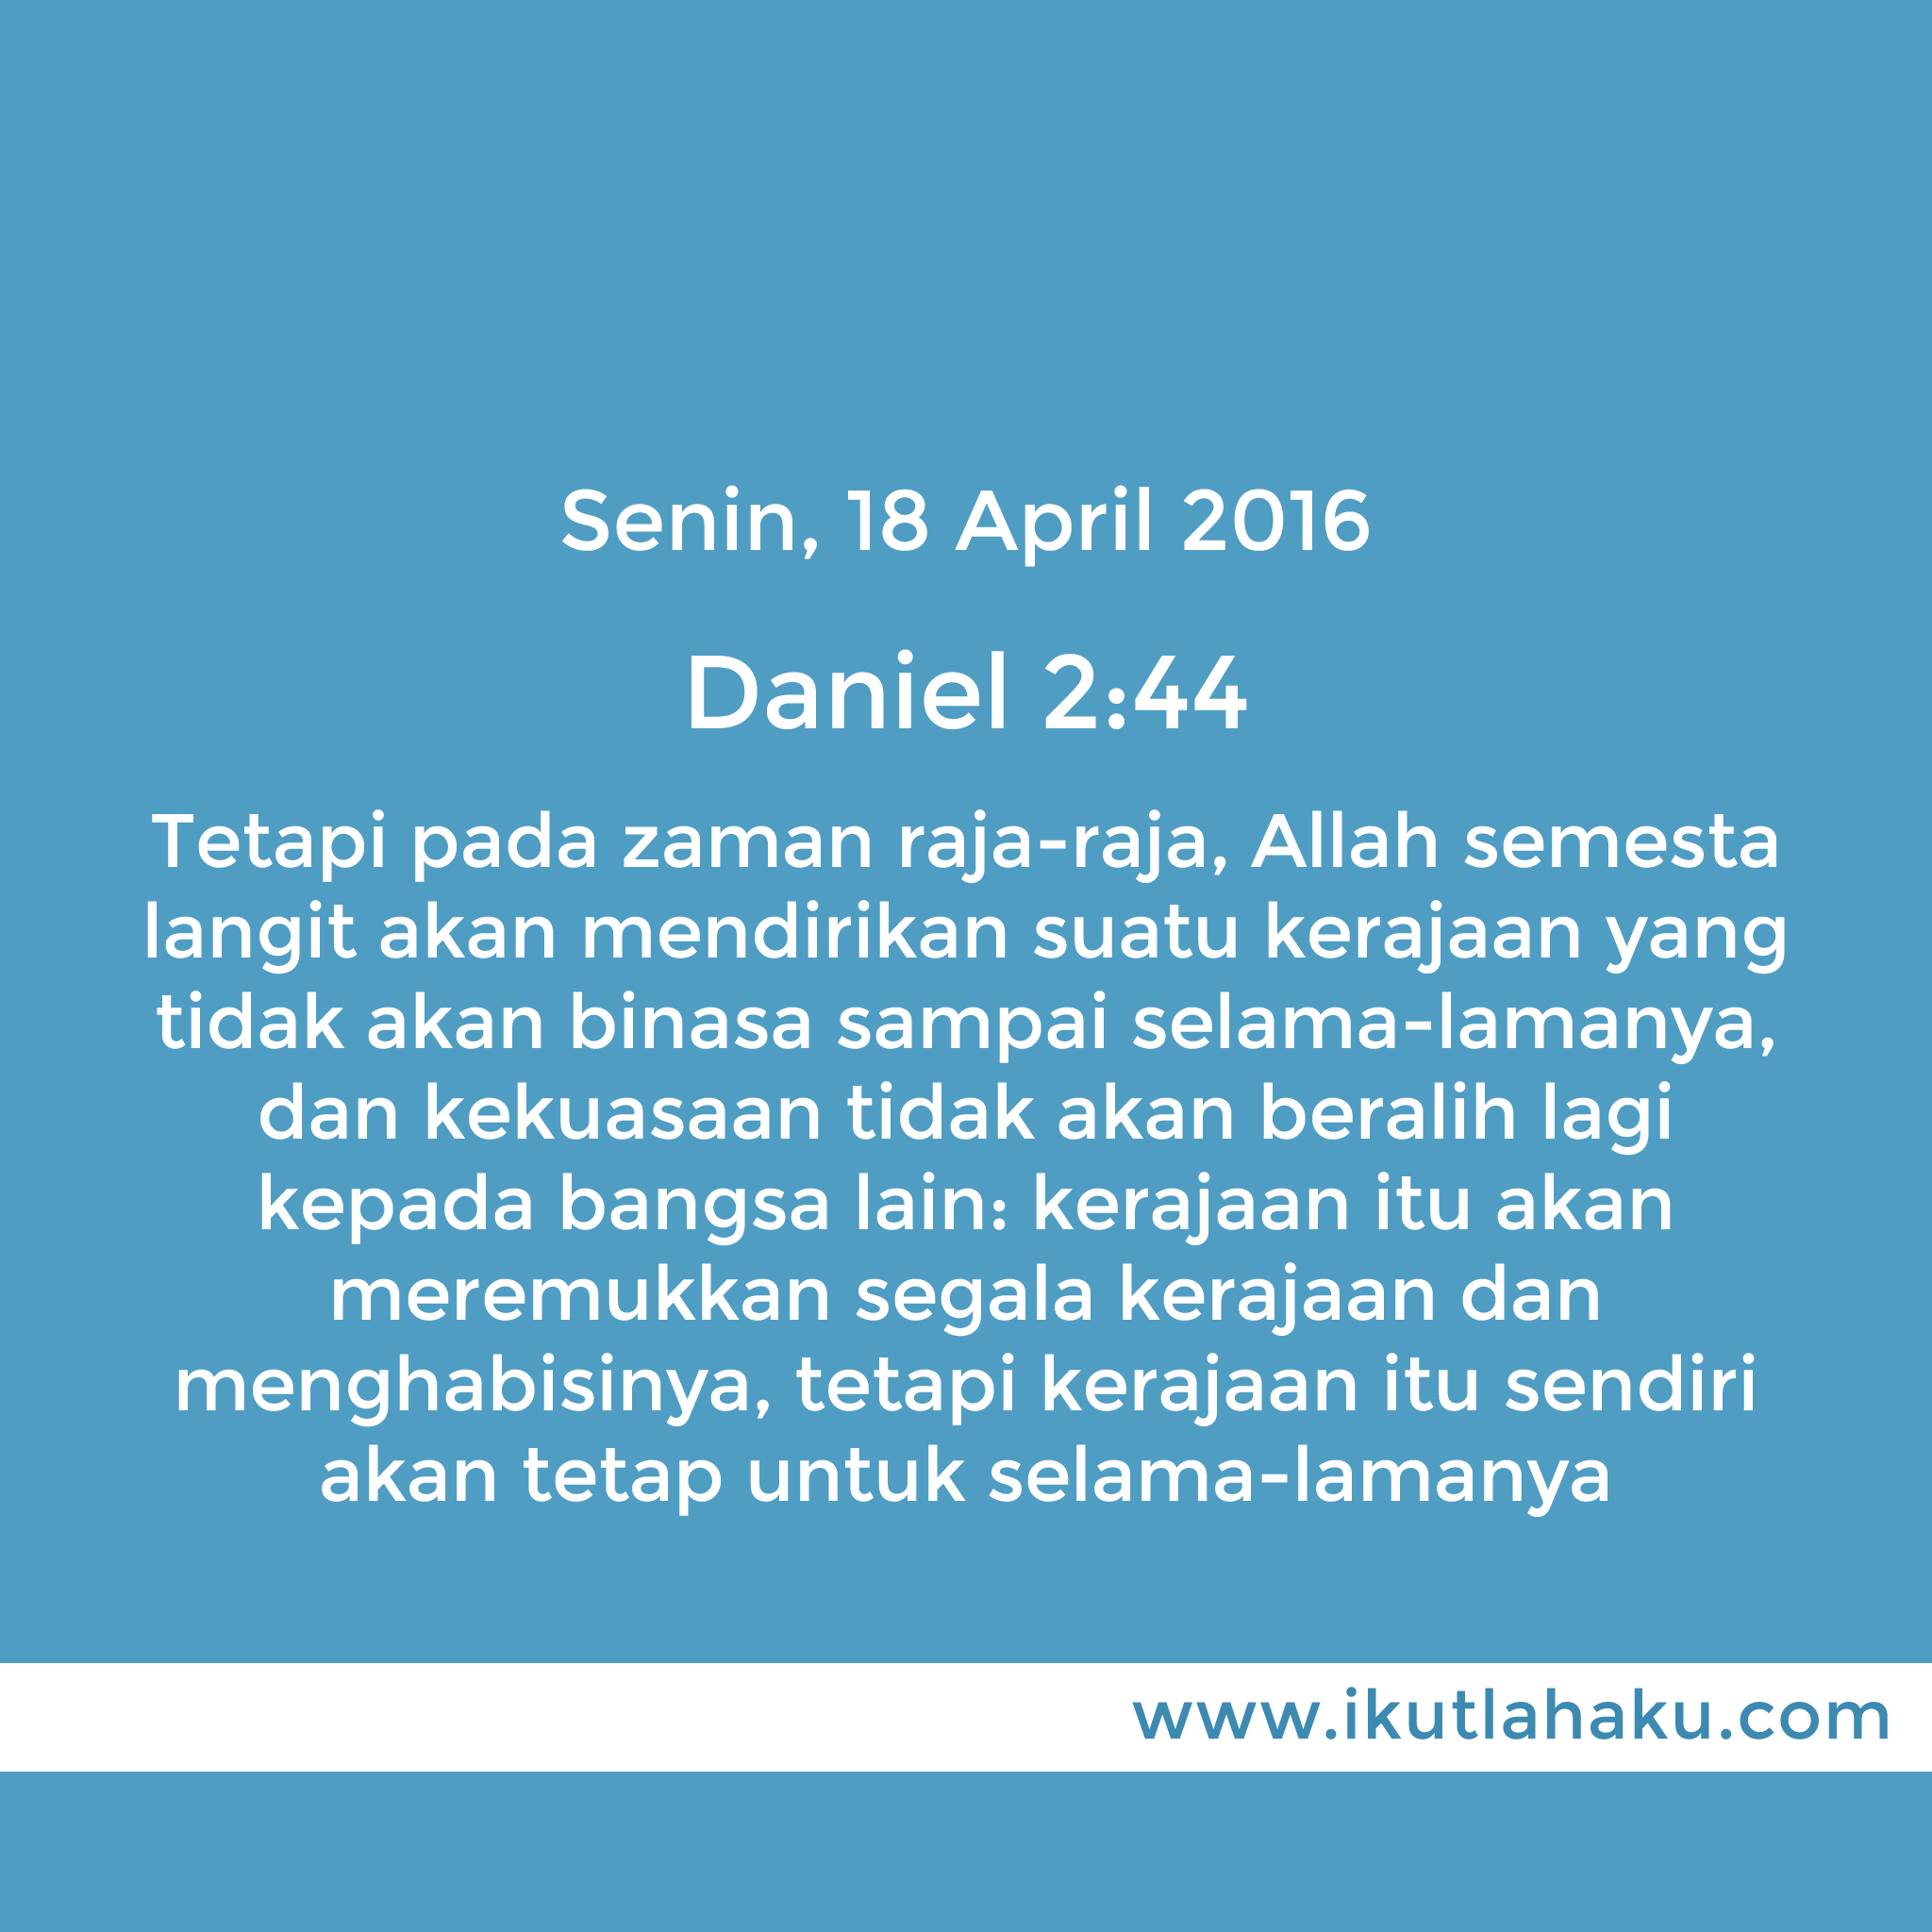 Senin, 18 April 2016
Daniel 2:44
Tetapi pada zaman raja-raja, Allah semesta
langit akan mendirikan suatu kerajaan yang
tidak akan binasa sampai selama-lamanya,
dan kekuasaan tidak akan beralih lagi
kepada bangsa lain: kerajaan itu akan
meremukkan segala kerajaan dan
menghabisinya, tetapi kerajaan itu sendiri
akan tetap untuk selama-lamanya
www.ikutlahaku.com